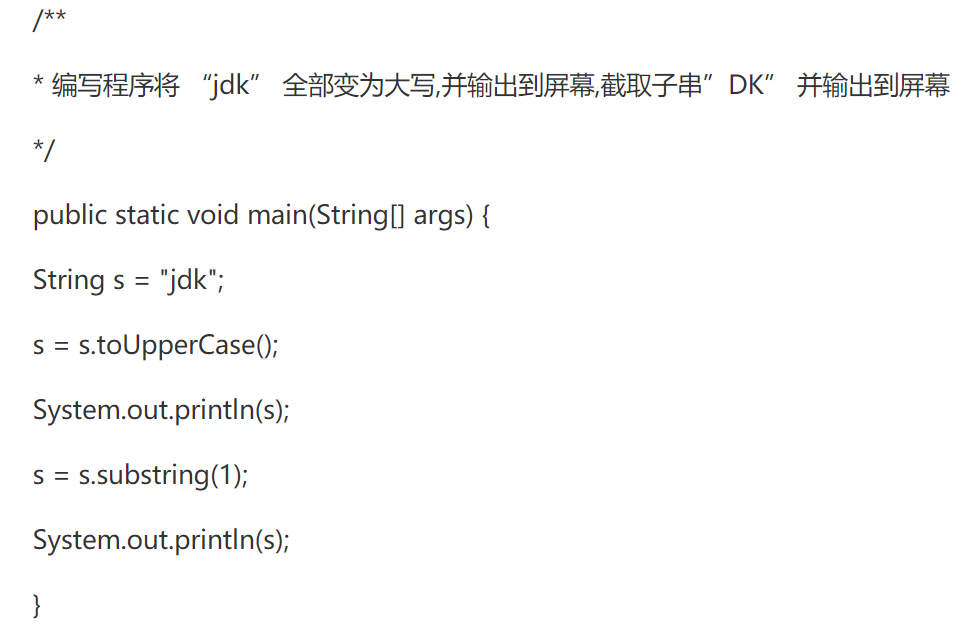 /**
* 编写程序将 “jdk” 全部变为大写,并输出到屏幕,截取子串”DK” 并输出到屏幕
*/
public static void main(String[] args) {
String s = "jdk";
s = s.toUpperCase();
System.out.println(s);
s = s.substring(1);
System.out.println(s);
}